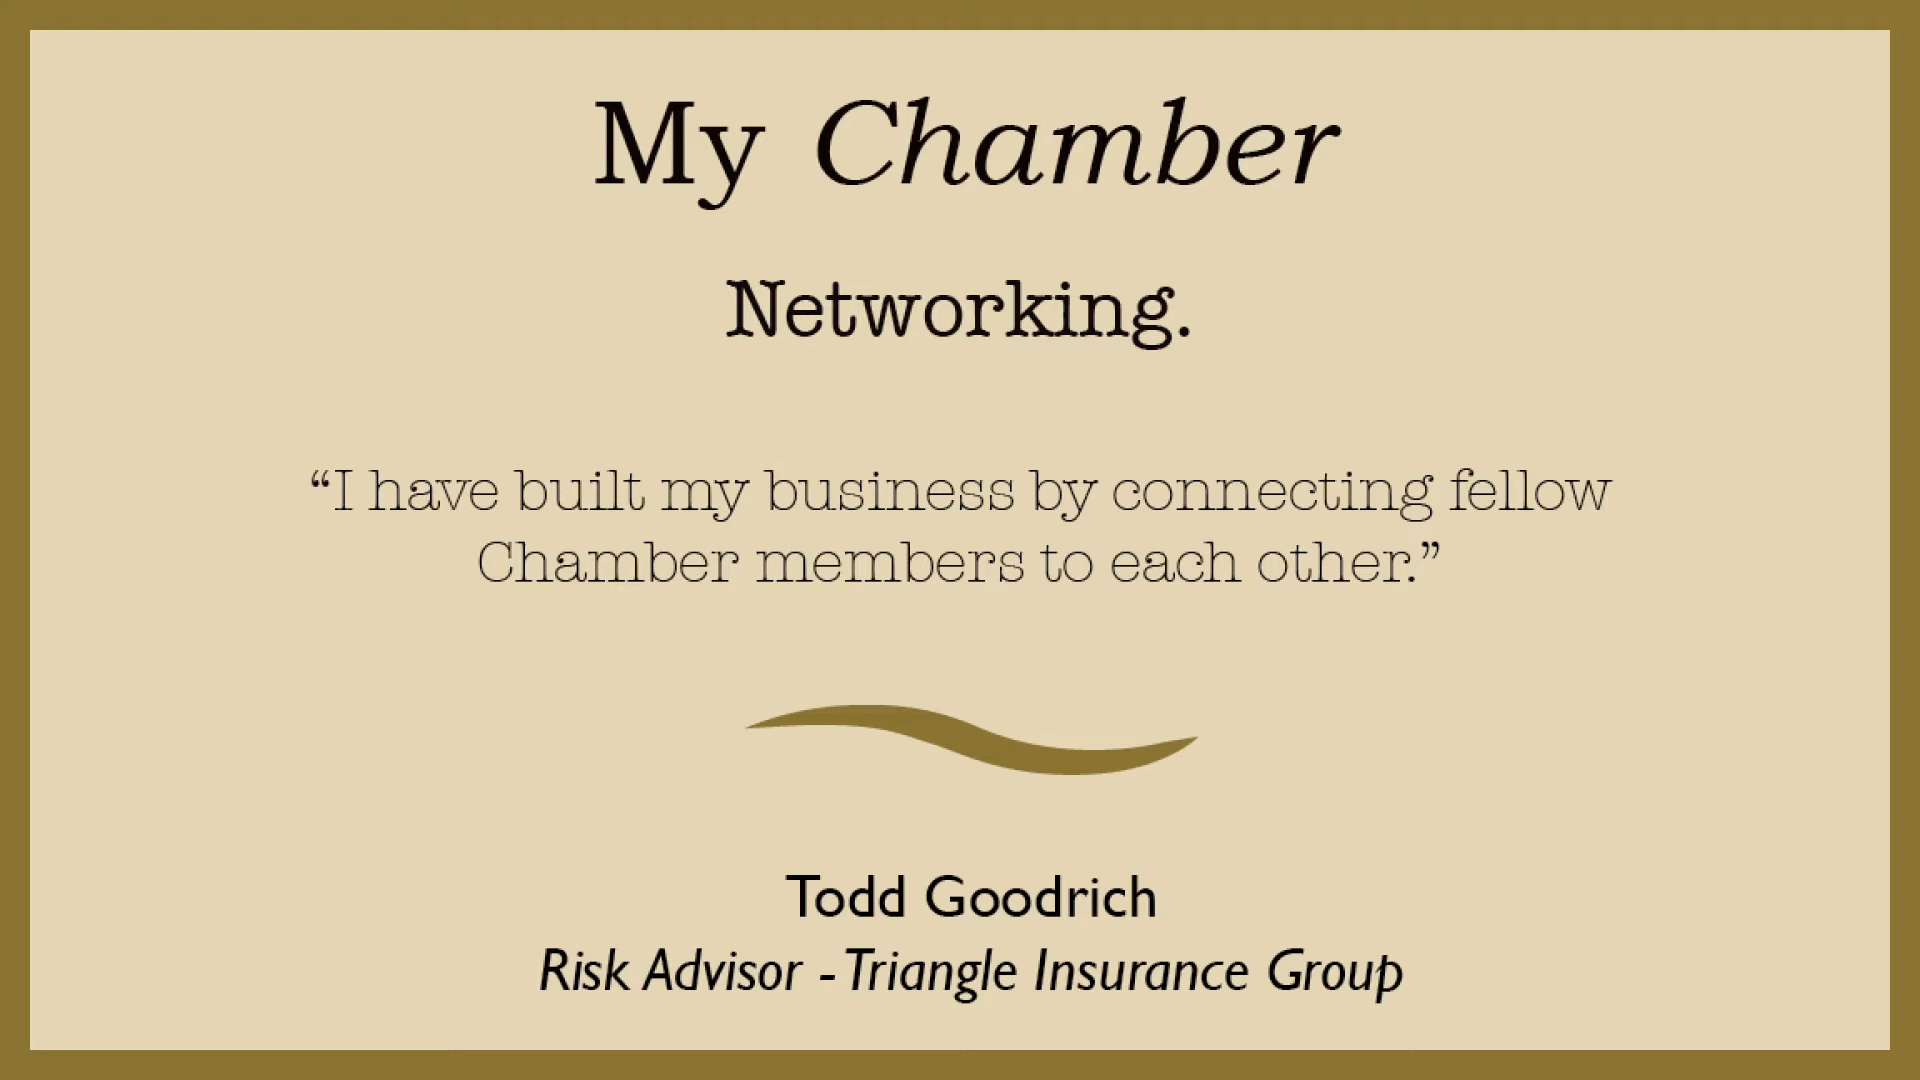 My Chamber
Networking.
“I have built my business by connecting fellow
Chamber members to each other.”
Todd Goodrich
Risk Advisor - Triangle Insurance Group